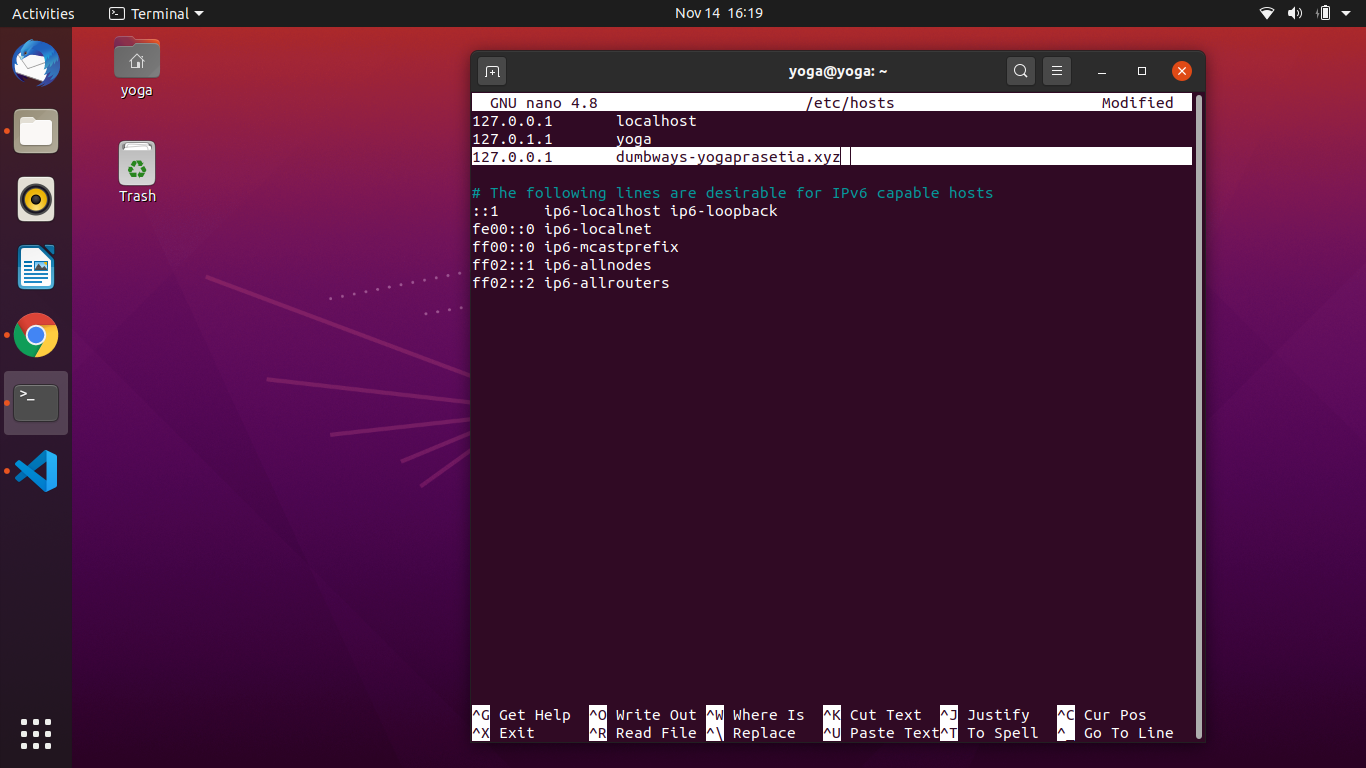 Activities Terminal Nov 14 16:19
yoga
Trash
>_
yoga@yoga: ~
GNU nano 4.8 /etc/hosts Modified
127.0.0.1 localhost
127.0.1.1 yoga
127.0.0.1 dumbways-yogaprasetia.xyz
# The following lines are desirable for IPv6 capable hosts
::1 ip6-localhost ip6-loopback
fe00::0 ip6-localnet
ff00::0 ip6-mcastprefix
ff02::1 ip6-allnodes
ff02::2 ip6-allrouters
^G Get Help ^O Write Out ^W Where Is ^K Cut Text ^J Justify ^C Cur Pos
^X Exit ^R Read File ^\ Replace ^U Paste Text^T To Spell ^_ Go To Line